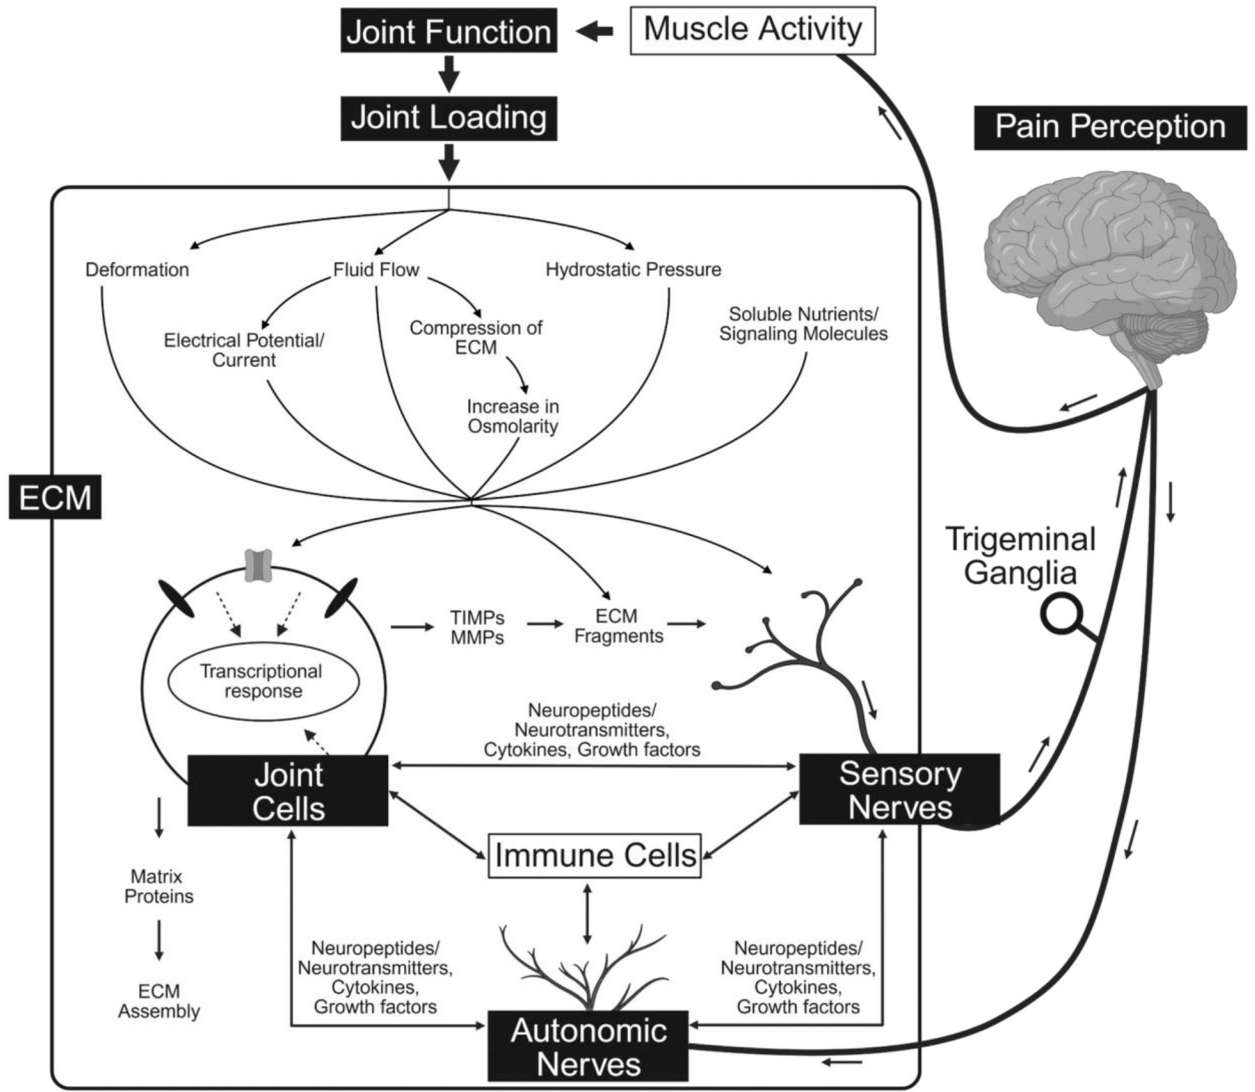 Joint Function
Muscle Activity
Joint Loading
Pain Perception
Deformation
Fluid Flow
Hydrostatic Pressure
Electrical Potential/
Current
Compression of
ECM
Soluble Nutrients/
Signaling Molecules
Increase in
Osmolarity
ECM
Trigeminal
Ganglia
TIMPs
MMPs
ECM
Fragments
Transcriptional
response
Neuropeptides/
Neurotransmitters,
Cytokines, Growth factors
Joint
Cells
Sensory
Nerves
Immune Cells
Matrix
Proteins
ECM
Assembly
Neuropeptides/
Neurotransmitters,
Cytokines,
Growth factors
Neuropeptides/
Neurotransmitters,
Cytokines,
Growth factors
Autonomic
Nerves